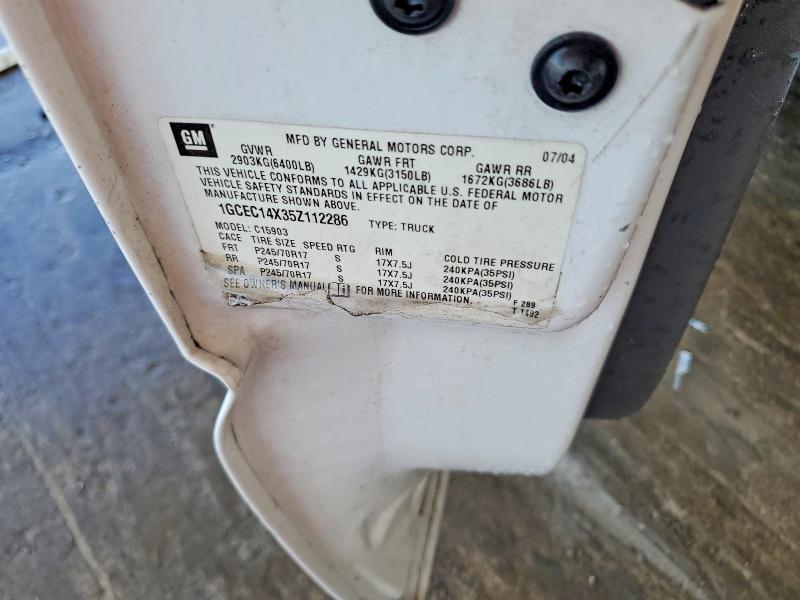 GM
MFD BY GENERAL MOTORS CORP. 07/04
GVWR GAWR FRT GAWR RR
2903KG(6400LB) 1429KG(3150LB) 1672KG(3686LB)
THIS VEHICLE CONFORMS TO ALL APPLICABLE U.S. FEDERAL MOTOR
VEHICLE SAFETY STANDARDS IN EFFECT ON THE DATE OF
MANUFACTURE SHOWN ABOVE.
1GCEC14X35Z112286 TYPE: TRUCK
MODEL: C15903
CACE TIRE SIZE SPEED RTG RIM COLD TIRE PRESSURE
FRT P245/70R17 S 17X7.5J 240KPA(35PSI)
RR P245/70R17 S 17X7.5J 240KPA(35PSI)
SPA P245/70R17 S 17X7.5J 240KPA(35PSI)
SEE OWNER'S MANUAL FOR MORE INFORMATION. F 289
T 1492